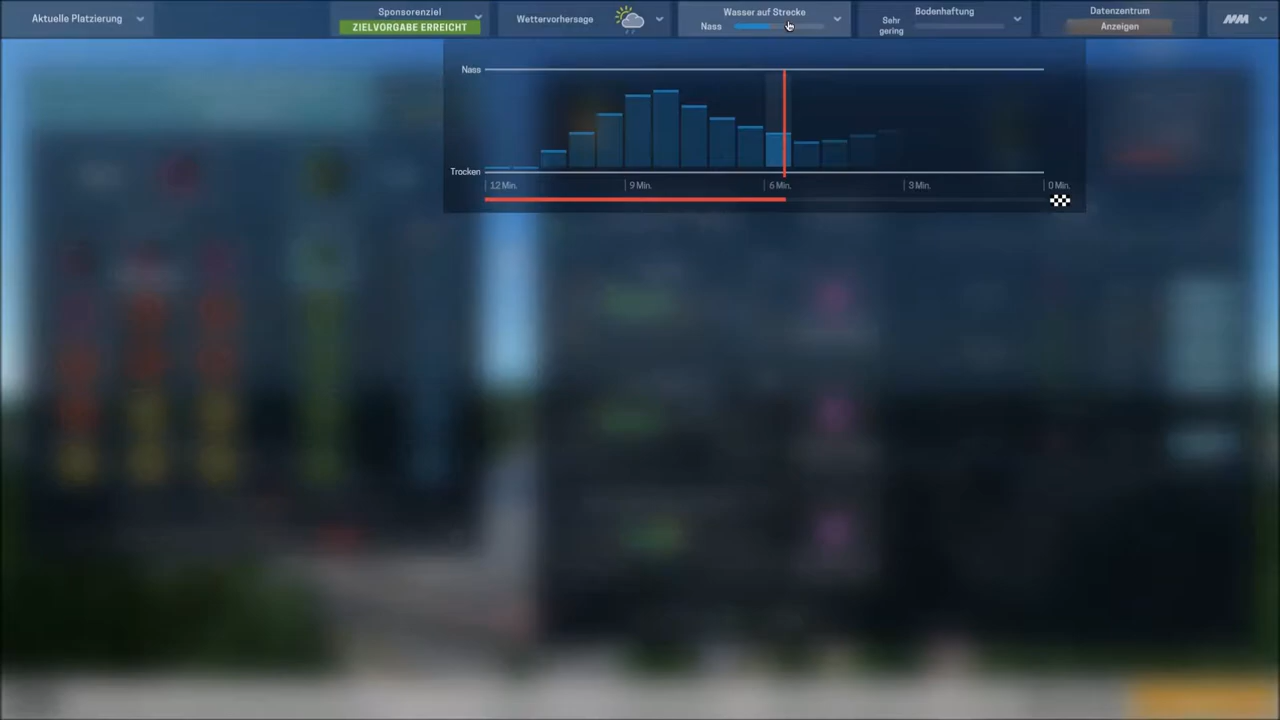 Aktuelle Platzierung
Sponsorenziel
ZIELVORGABE ERREICHT
Wettervorhersage
Wasser auf Strecke
Nass
Bodenhaftung
Sehr
gering
Datenzentrum
Anzeigen
Nass
Trocken
12 Min.
9 Min.
6 Min.
3 Min.
0 Min.